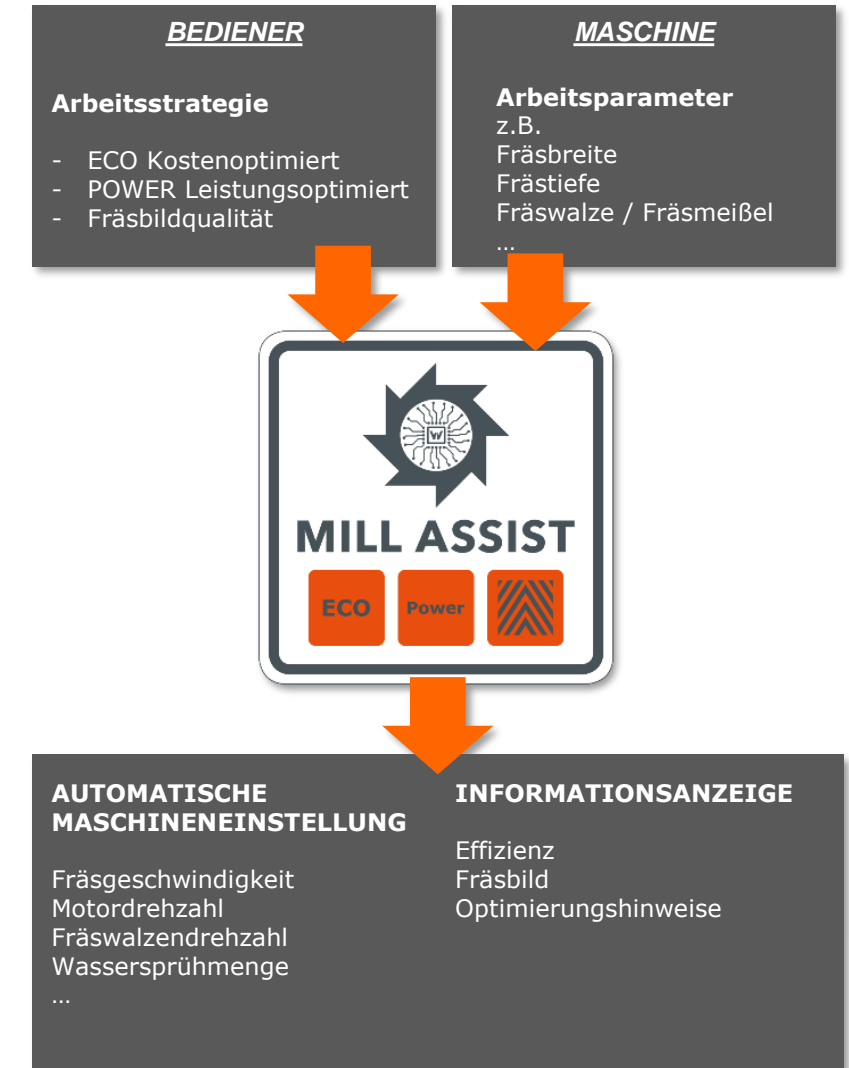 BEDIENER
Arbeitsstrategie
- ECO Kostenoptimiert
- POWER Leistungsoptimiert
- Fräsbildqualität
MASCHINE
Arbeitsparameter
z.B.
Fräsbreite
Frästiefe
Fräswalze / Fräsmeißel
…
W
MILL ASSIST
ECO
Power
AUTOMATISCHE
MASCHINENEINSTELLUNG
Fräsgeschwindigkeit
Motordrehzahl
Fräswalzendrehzahl
Wassersprühmenge
…
INFORMATIONSANZEIGE
Effizienz
Fräsbild
Optimierungshinweise